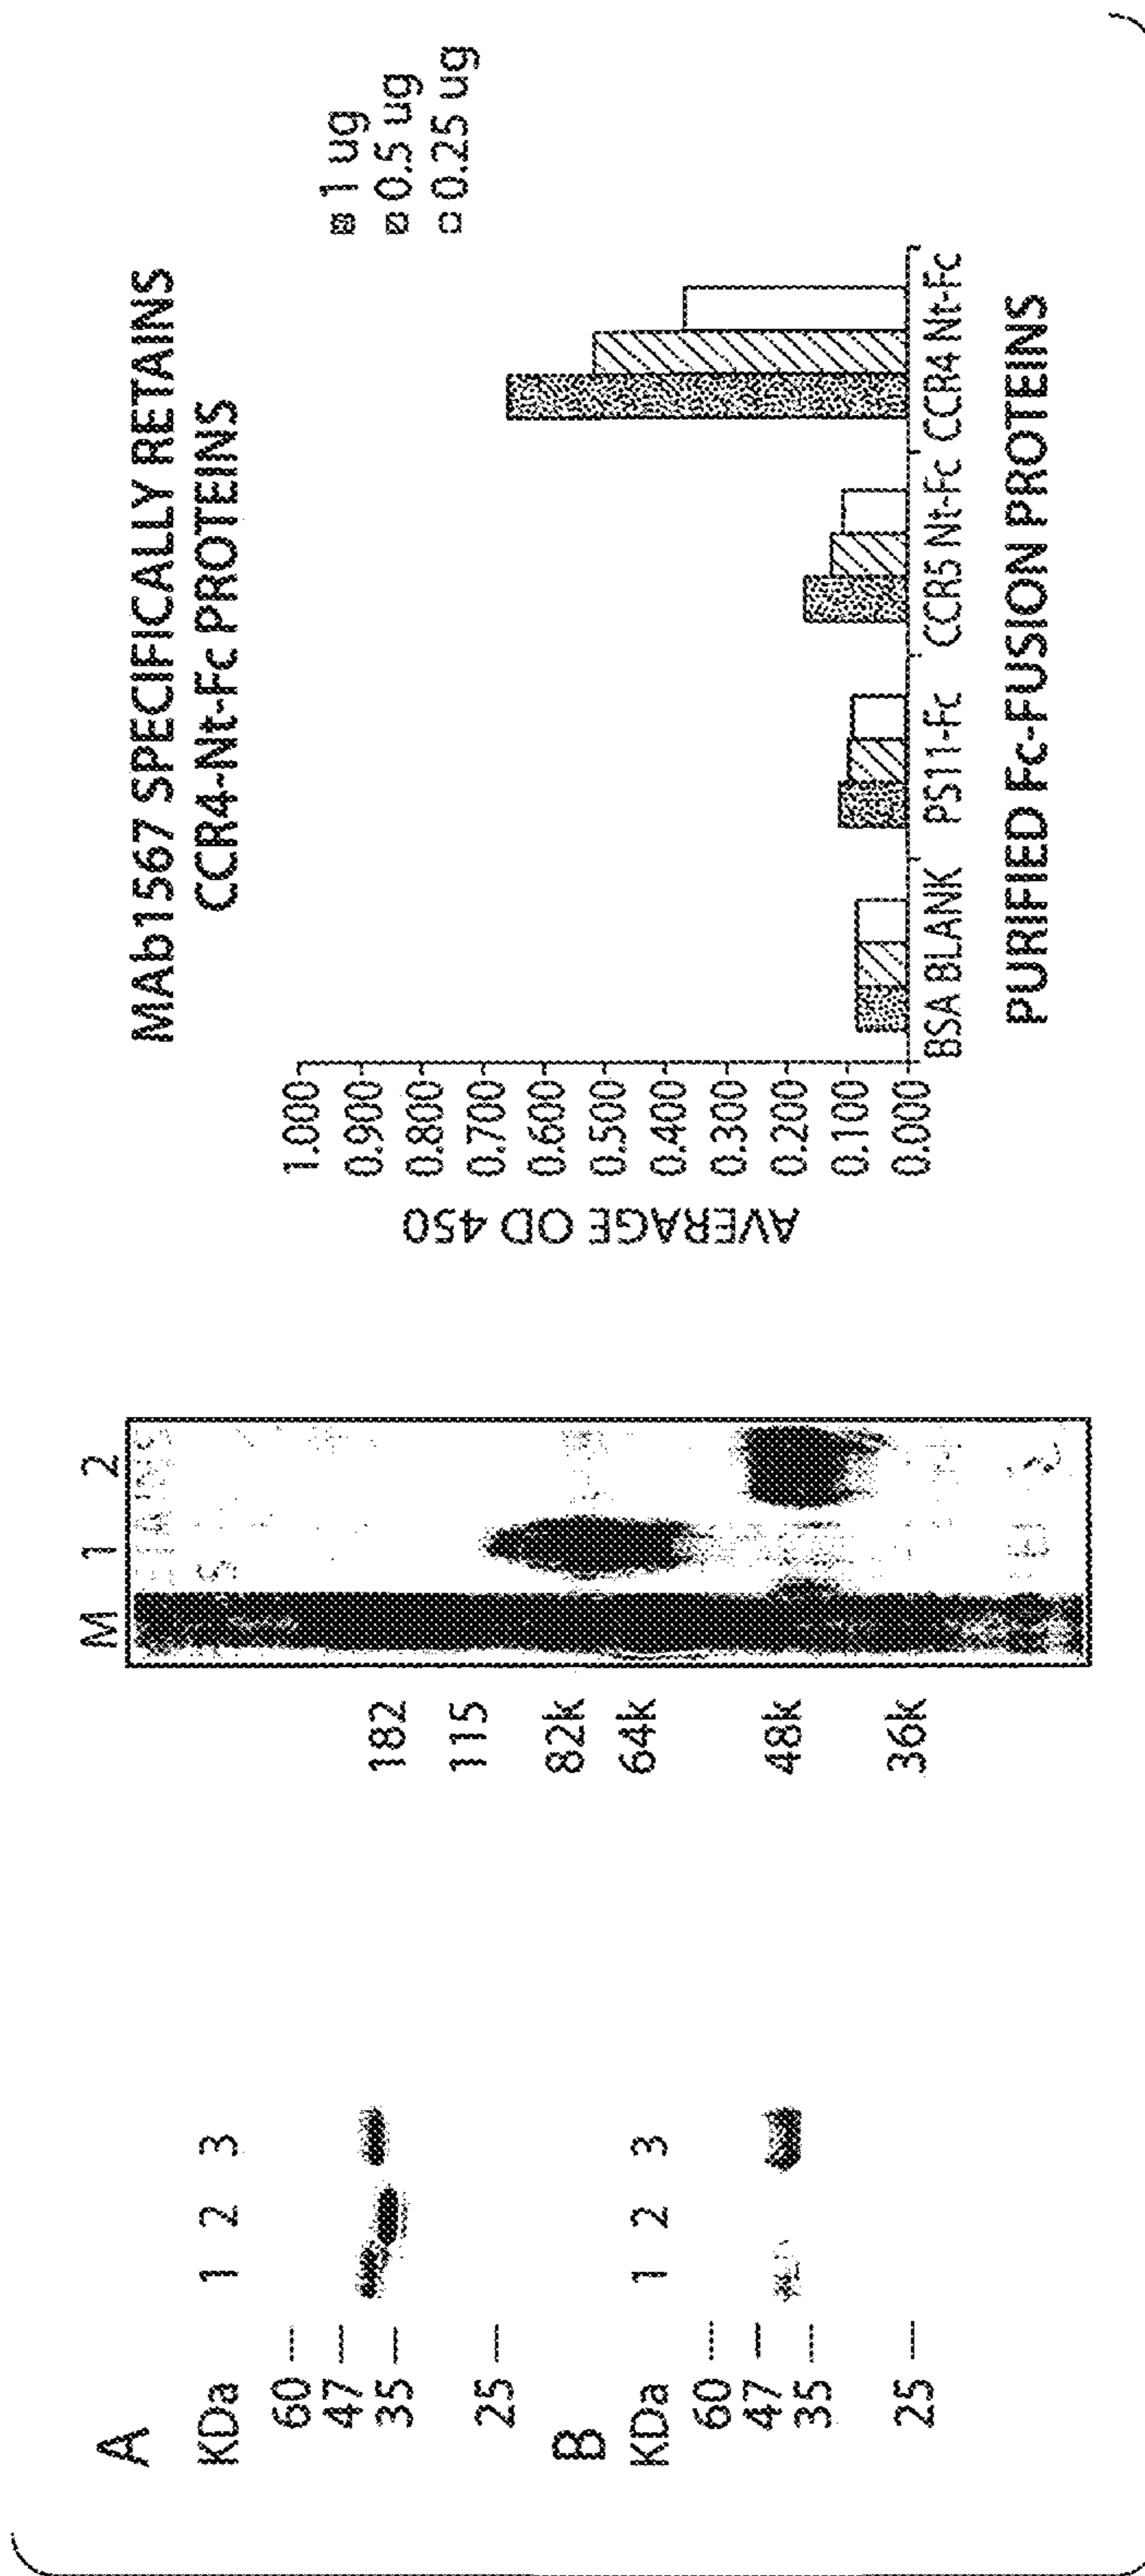 A
KDa 1 2 3
60
47
35
25
B
KDa 1 2 3
60
47
35
25
M 1 2
182
115
82k
64k
48k
36k
MAb1567 SPECIFICALLY RETAINS
CCR4-Nt-Fc PROTEINS
1 ug
0.5 ug
0.25 ug
AVERAGE OD 450
1.000
0.900
0.800
0.700
0.600
0.500
0.400
0.300
0.200
0.100
0.000
BSA BLANK PS11-Fc CCR5 Nt-Fc CCR4 Nt-Fc
PURIFIED Fc-FUSION PROTEINS